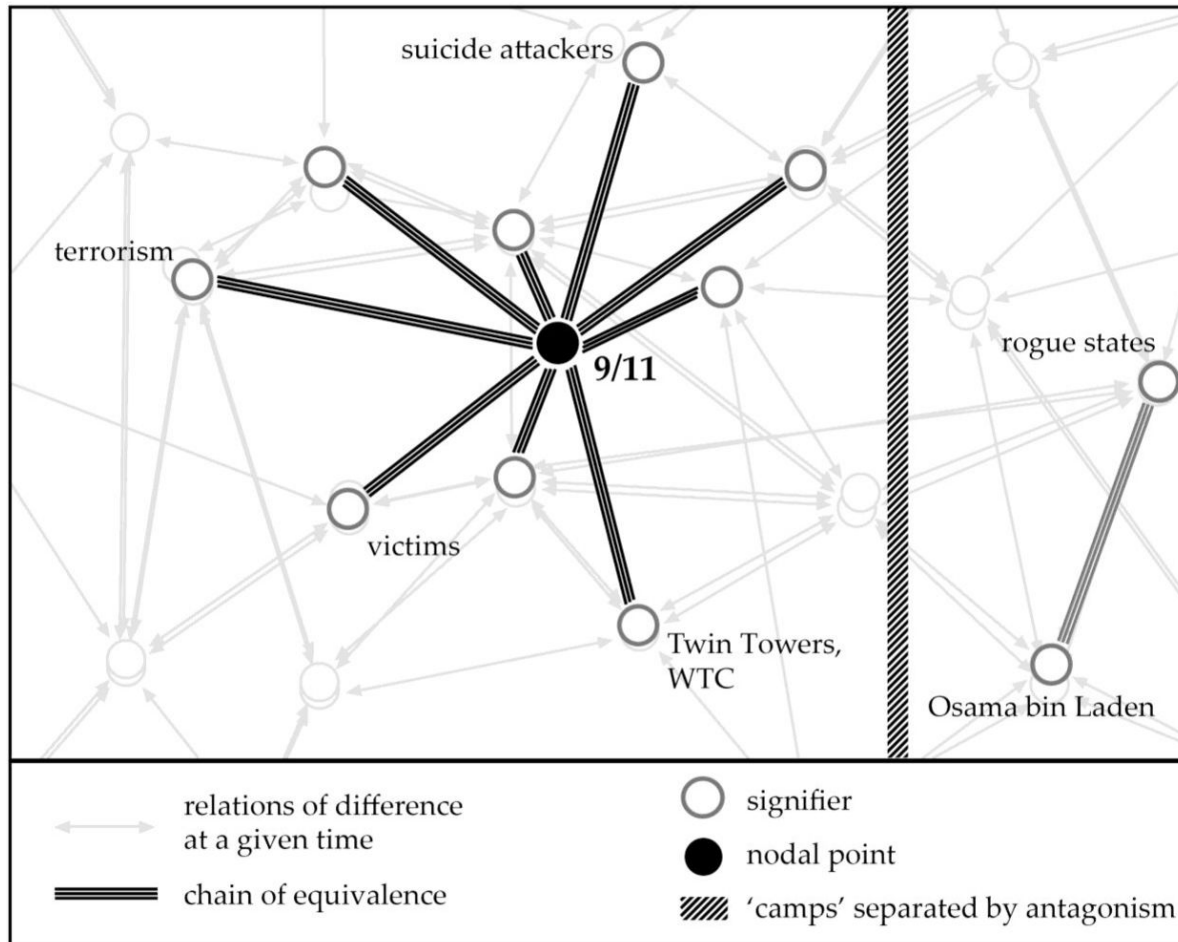 suicide attackers
terrorism
rogue states
9/11
victims
Twin Towers,
WTC
Osama bin Laden
relations of difference
at a given time
chain of equivalence
signifier
nodal point
‘camps’ separated by antagonism